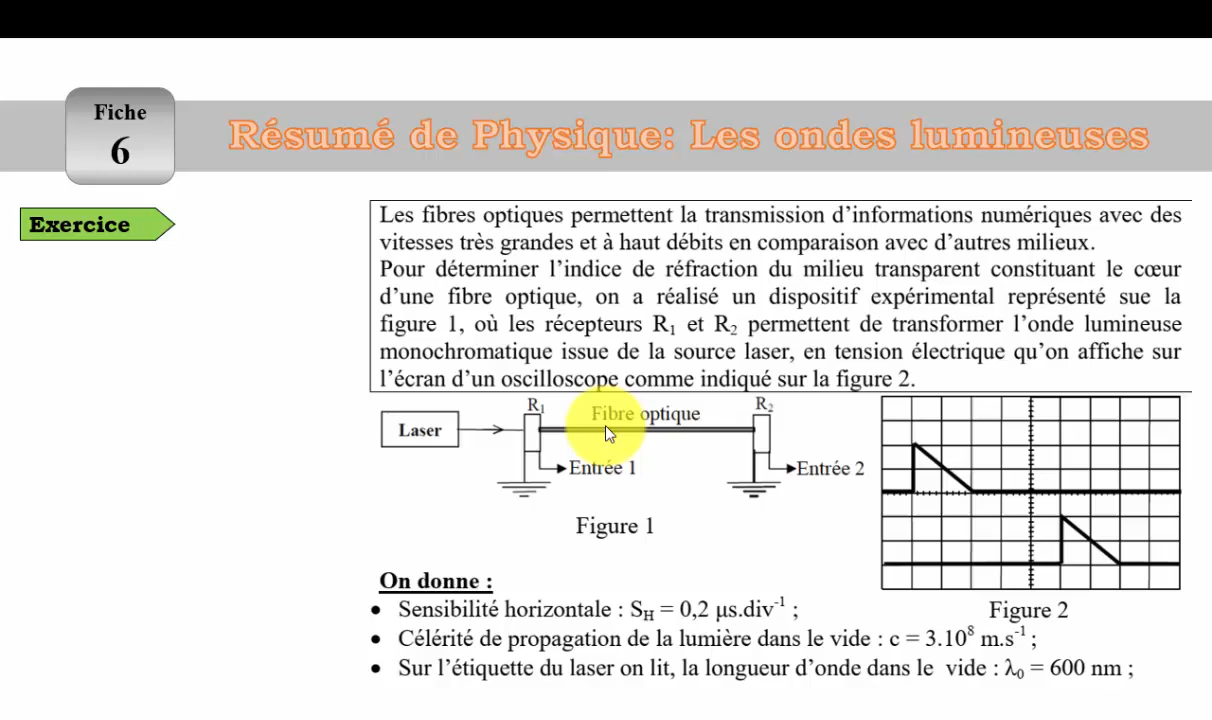 Fiche
6
Résumé de Physique: Les ondes lumineuses
Exercice
Les fibres optiques permettent la transmission d’informations numériques avec des
vitesses très grandes et à haut débits en comparaison avec d’autres milieux.
Pour déterminer l’indice de réfraction du milieu transparent constituant le cœur
d’une fibre optique, on a réalisé un dispositif expérimental représenté sue la
figure 1, où les récepteurs R₁ et R₂ permettent de transformer l’onde lumineuse
monochromatique issue de la source laser, en tension électrique qu’on affiche sur
l’écran d’un oscilloscope comme indiqué sur la figure 2.
R₁
Fibre optique
R₂
Laser
Entrée 1
Entrée 2
Figure 1
Figure 2
On donne :
• Sensibilité horizontale : S_H = 0,2 μs.div⁻¹ ;
• Célérité de propagation de la lumière dans le vide : c = 3.10⁸ m.s⁻¹ ;
• Sur l’étiquette du laser on lit, la longueur d’onde dans le vide : λ₀ = 600 nm ;